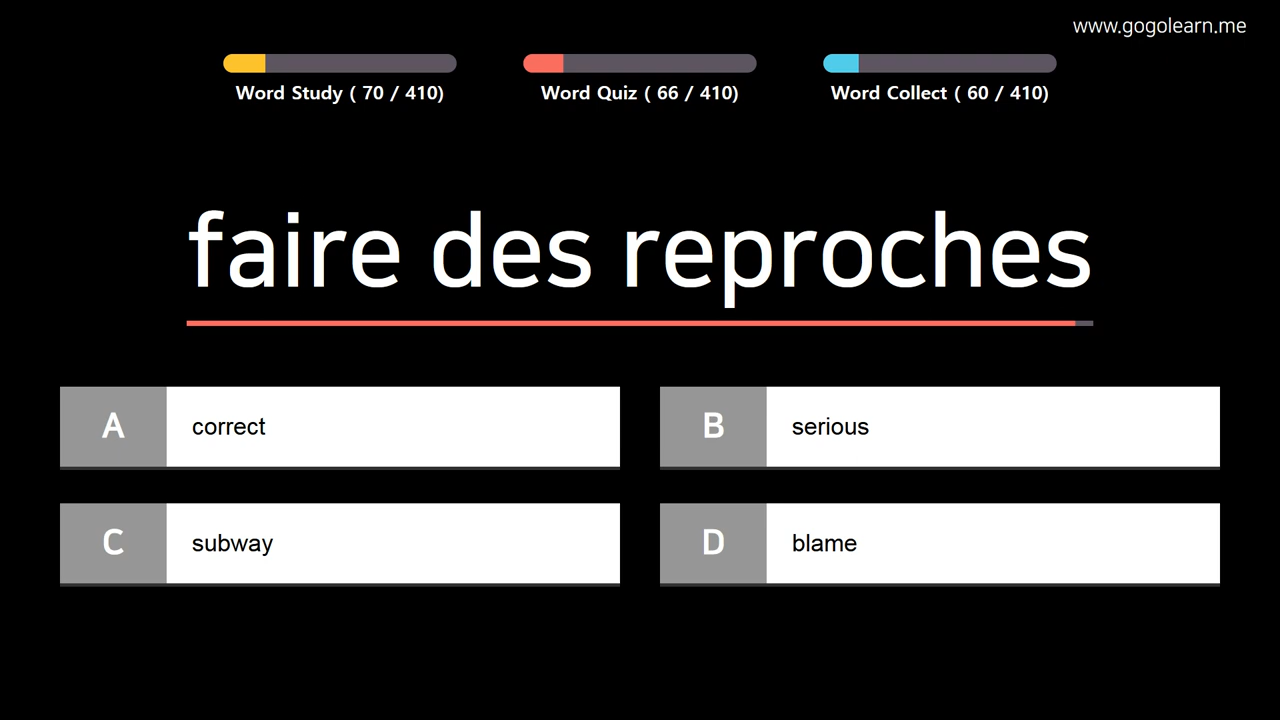 www.gogolearn.me
Word Study ( 70 / 410)
Word Quiz ( 66 / 410)
Word Collect ( 60 / 410)
faire des reproches
A correct
B serious
C subway
D blame